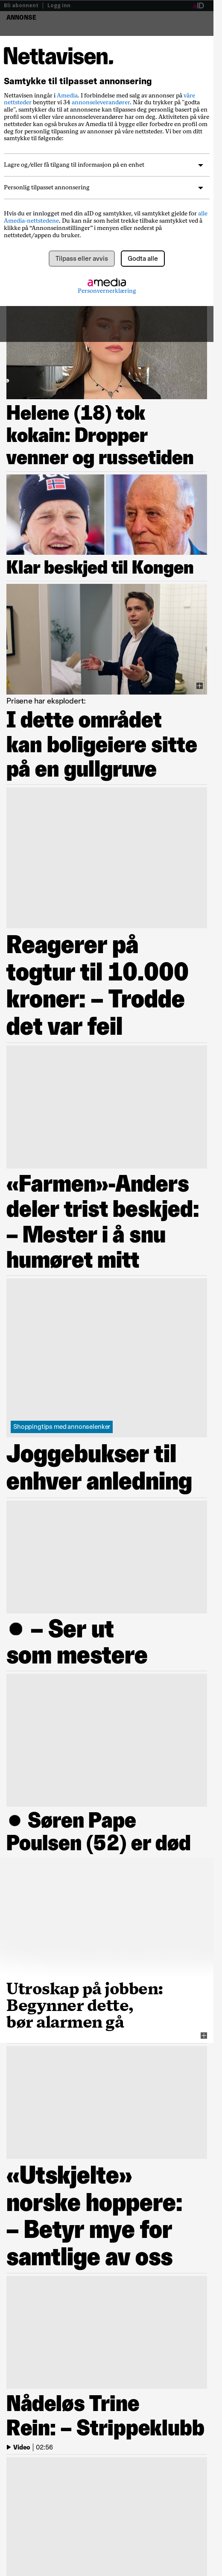 Bli abonnent | Logg inn
aID
ANNONSE
Nettavisen.
Samtykke til tilpasset annonsering
Nettavisen inngår i Amedia. I forbindelse med salg av annonser på våre
nettsteder benytter vi 34 annonseleverandører. Når du trykker på "godta
alle", samtykker du til at annonsene kan tilpasses deg personlig basert på en
profil som vi eller våre annonseleverandører har om deg. Aktiviteten på våre
nettsteder kan også brukes av Amedia til å bygge eller forbedre en profil om
deg for personlig tilpasning av annonser på våre nettsteder. Vi ber om ditt
samtykke til følgende:
Lagre og/eller få tilgang til informasjon på en enhet
Personlig tilpasset annonsering
Hvis du er innlogget med din aID og samtykker, vil samtykket gjelde for alle
Amedia-nettstedene. Du kan når som helst trekke tilbake samtykket ved å
klikke på “Annonseinnstillinger” i menyen eller nederst på
nettstedet/appen du bruker.
Tilpass eller avvis
Godta alle
amedia
Personvernerklæring
Helene (18) tok
kokain: Dropper
venner og russetiden
Klar beskjed til Kongen
Prisene har eksplodert:
I dette området
kan boligeiere sitte
på en gullgruve
Reagerer på
togtur til 10.000
kroner: – Trodde
det var feil
«Farmen»-Anders
deler trist beskjed:
– Mester i å snu
humøret mitt
Shoppingtips med annonselenker
Joggebukser til
enhver anledning
● – Ser ut
som mestere
● Søren Pape
Poulsen (52) er død
Utroskap på jobben:
Begynner dette,
bør alarmen gå
«Utskjelte»
norske hoppere:
– Betyr mye for
samtlige av oss
Nådeløs Trine
Rein: – Strippeklubb
Video | 02:56